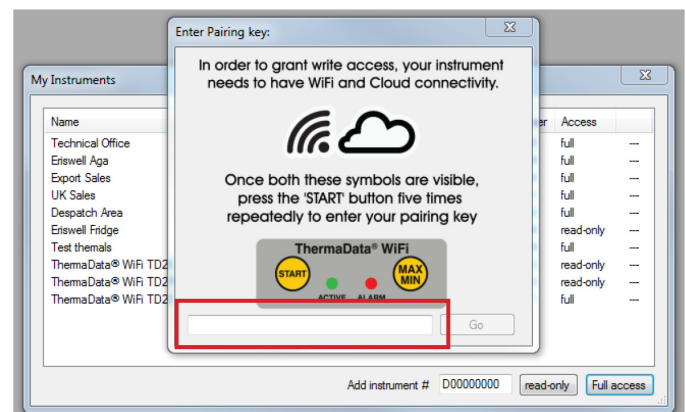 Enter Pairing key:
In order to grant write access, your instrument
needs to have WiFi and Cloud connectivity.
Once both these symbols are visible,
press the 'START' button five times
repeatedly to enter your pairing key
ThermaData® WiFi
START
MAX
MIN
ACTIVE ALARM
Go
My Instruments
Name er Access
Technical Office full ---
Eriswell Aga full ---
Export Sales full ---
UK Sales full ---
Despatch Area full ---
Eriswell Fridge read-only ---
Test themals full ---
ThermaData® WiFi TD2 read-only ---
ThermaData® WiFi TD2 read-only ---
ThermaData® WiFi TD2 full ---
Add instrument # D00000000 read-only Full access